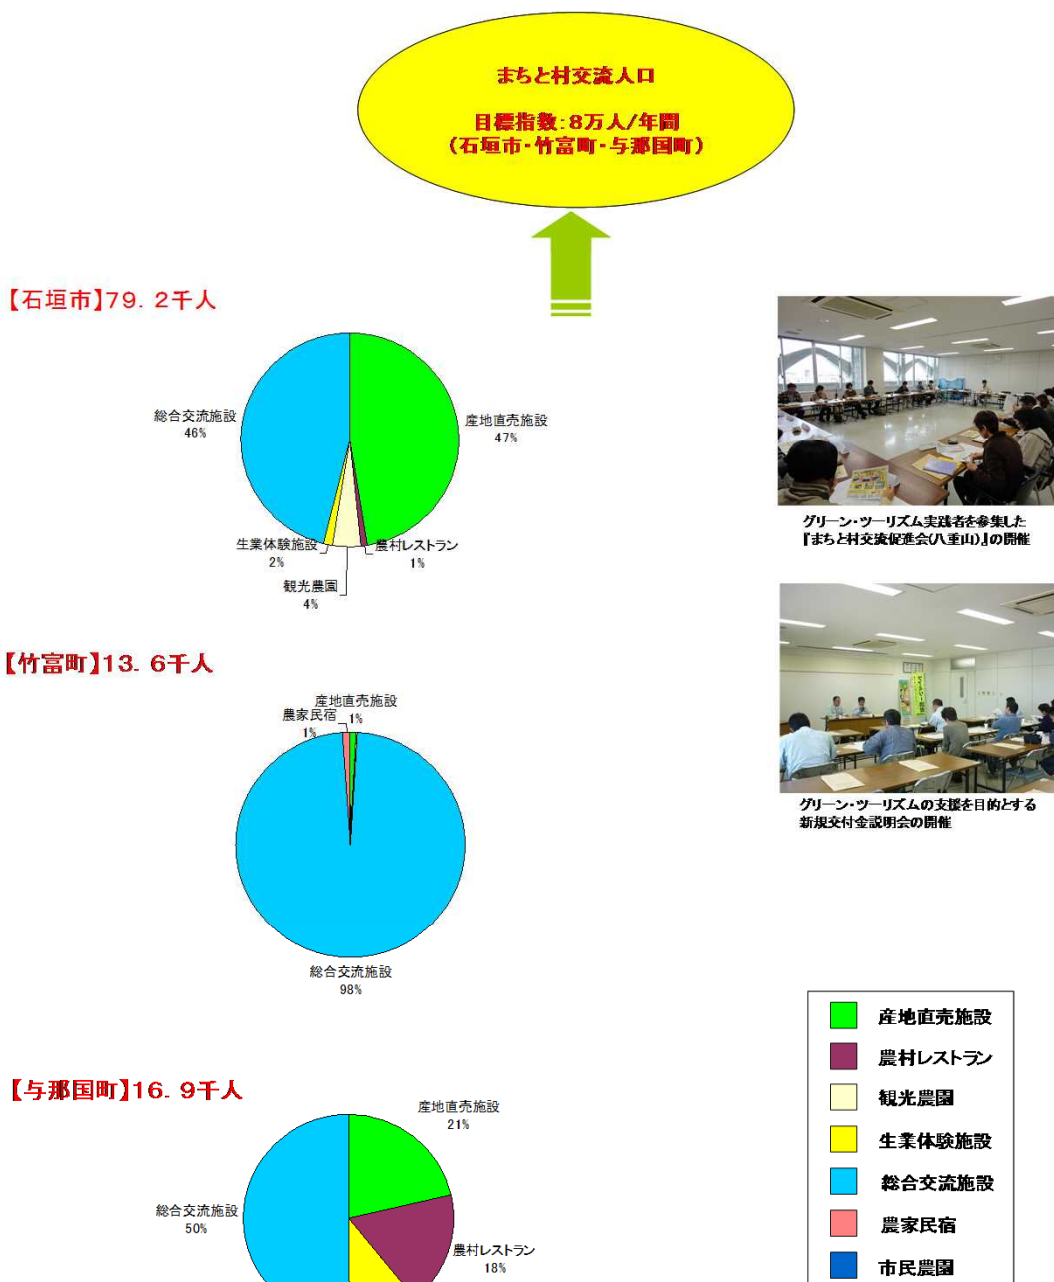 まちと村交流人口
目標指数:8万人/年間
(石垣市・竹富町・与那国町)
【石垣市】79.2千人
総合交流施設
46%
産地直売施設
47%
生業体験施設
2%
農村レストラン
1%
観光農園
4%
グリーン・ツーリズム実践者を参集した
『まちと村交流促進会(八重山)』の開催
【竹富町】13.6千人
産地直売施設
1%
農家民宿
1%
総合交流施設
98%
グリーン・ツーリズムの支援を目的とする
新規交付金説明会の開催
【与那国町】16.9千人
産地直売施設
21%
総合交流施設
50%
農村レストラン
18%
産地直売施設
農村レストラン
観光農園
生業体験施設
総合交流施設
農家民宿
市民農園